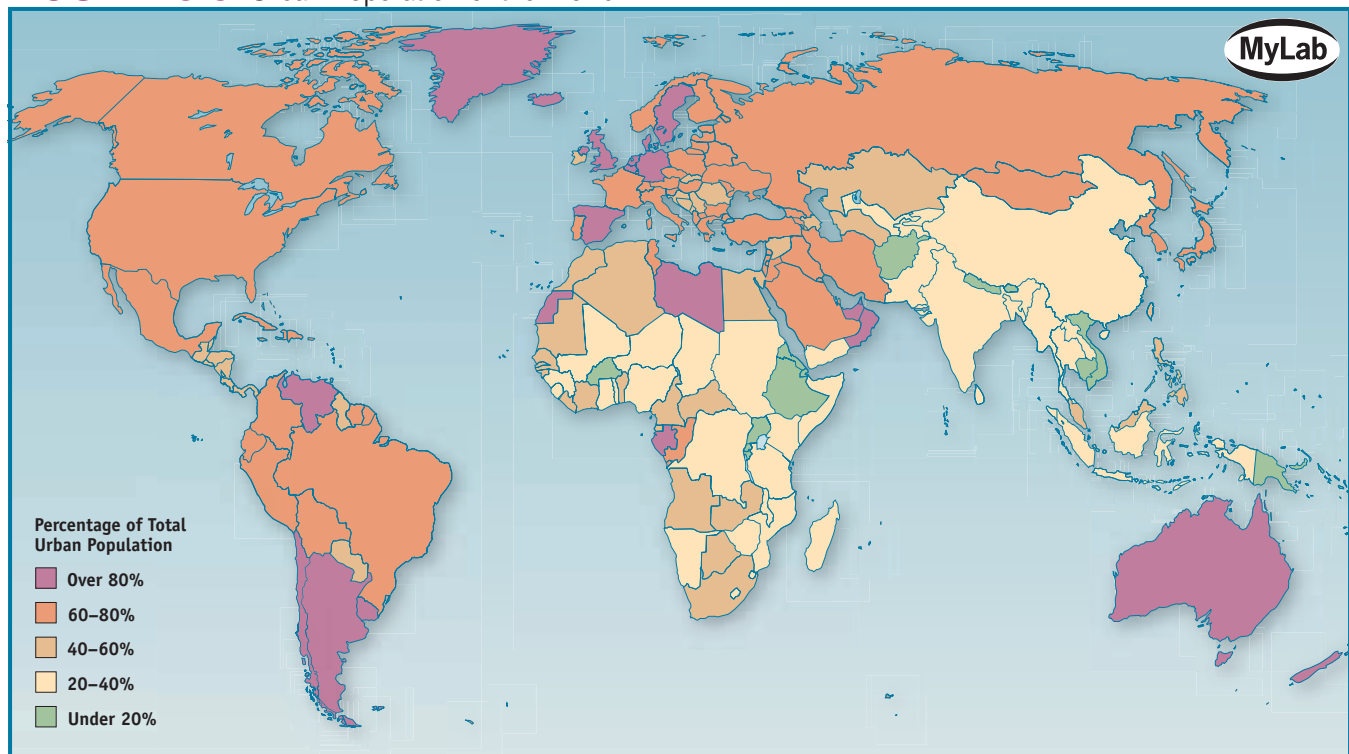 MyLab
Percentage of Total
Urban Population
Over 80%
60–80%
40–60%
20–40%
Under 20%